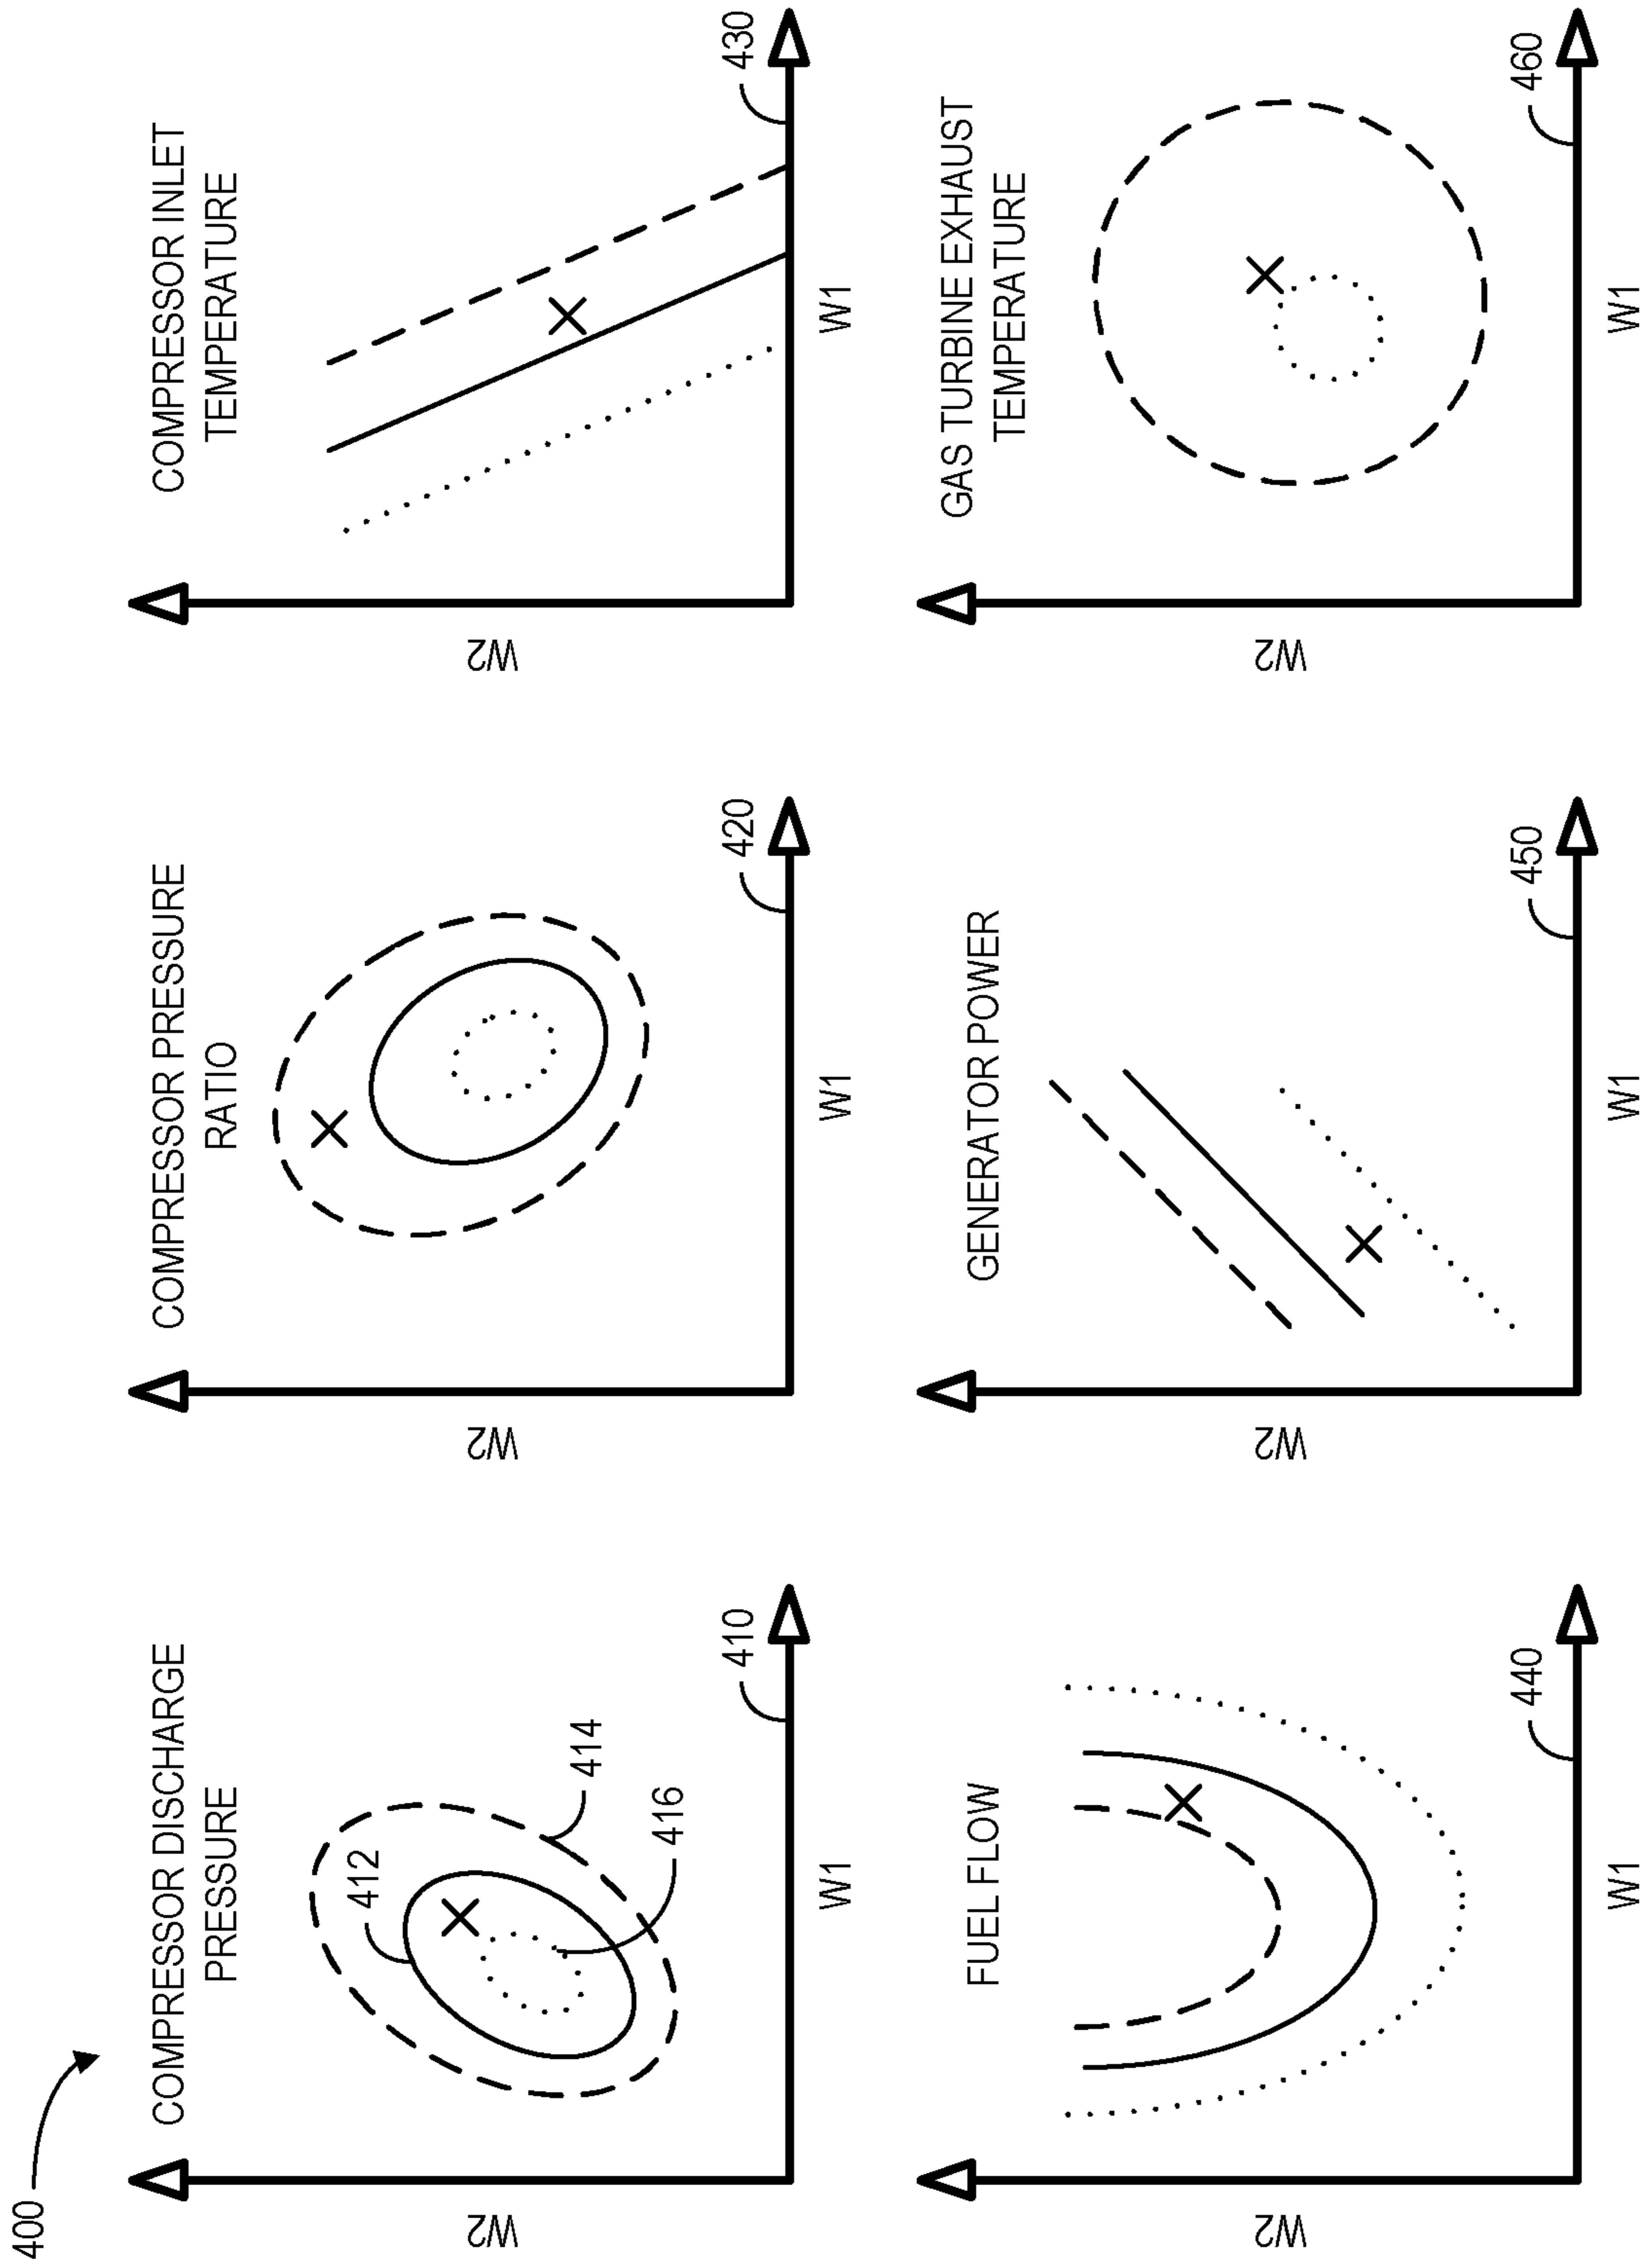 400
COMPRESSOR DISCHARGE
PRESSURE
412
414
416
410
W2
W1
COMPRESSOR PRESSURE
RATIO
420
W2
W1
COMPRESSOR INLET
TEMPERATURE
430
W2
W1
FUEL FLOW
440
W2
W1
GENERATOR POWER
450
W2
W1
GAS TURBINE EXHAUST
TEMPERATURE
460
W2
W1